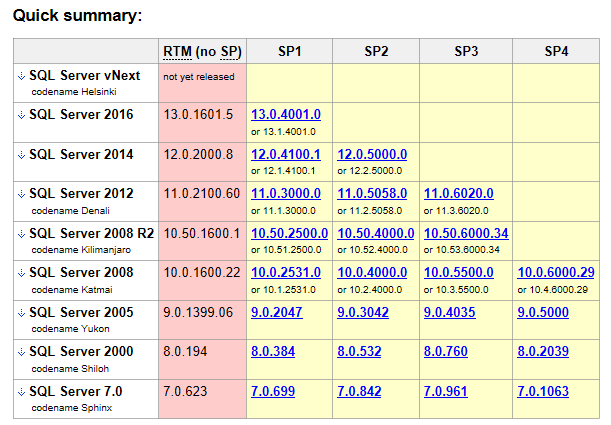 Quick summary:
RTM (no SP) SP1 SP2 SP3 SP4
SQL Server vNext not yet released
codename Helsinki
SQL Server 2016 13.0.1601.5 13.0.4001.0
or 13.1.4001.0
SQL Server 2014 12.0.2000.8 12.0.4100.1 12.0.5000.0
or 12.1.4100.1 or 12.2.5000.0
SQL Server 2012 11.0.2100.60 11.0.3000.0 11.0.5058.0 11.0.6020.0
codename Denali or 11.1.3000.0 or 11.2.5058.0 or 11.3.6020.0
SQL Server 2008 R2 10.50.1600.1 10.50.2500.0 10.50.4000.0 10.50.6000.34
codename Kilimanjaro or 10.51.2500.0 or 10.52.4000.0 or 10.53.6000.34
SQL Server 2008 10.0.1600.22 10.0.2531.0 10.0.4000.0 10.0.5500.0 10.0.6000.29
codename Katmai or 10.1.2531.0 or 10.2.4000.0 or 10.3.5500.0 or 10.4.6000.29
SQL Server 2005 9.0.1399.06 9.0.2047 9.0.3042 9.0.4035 9.0.5000
codename Yukon
SQL Server 2000 8.0.194 8.0.384 8.0.532 8.0.760 8.0.2039
codename Shiloh
SQL Server 7.0 7.0.623 7.0.699 7.0.842 7.0.961 7.0.1063
codename Sphinx